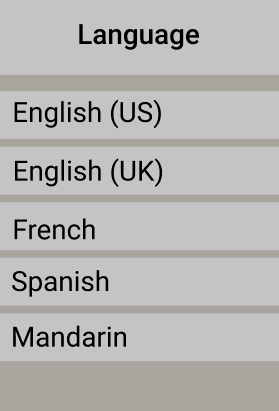 Language
English (US)
English (UK)
French
Spanish
Mandarin